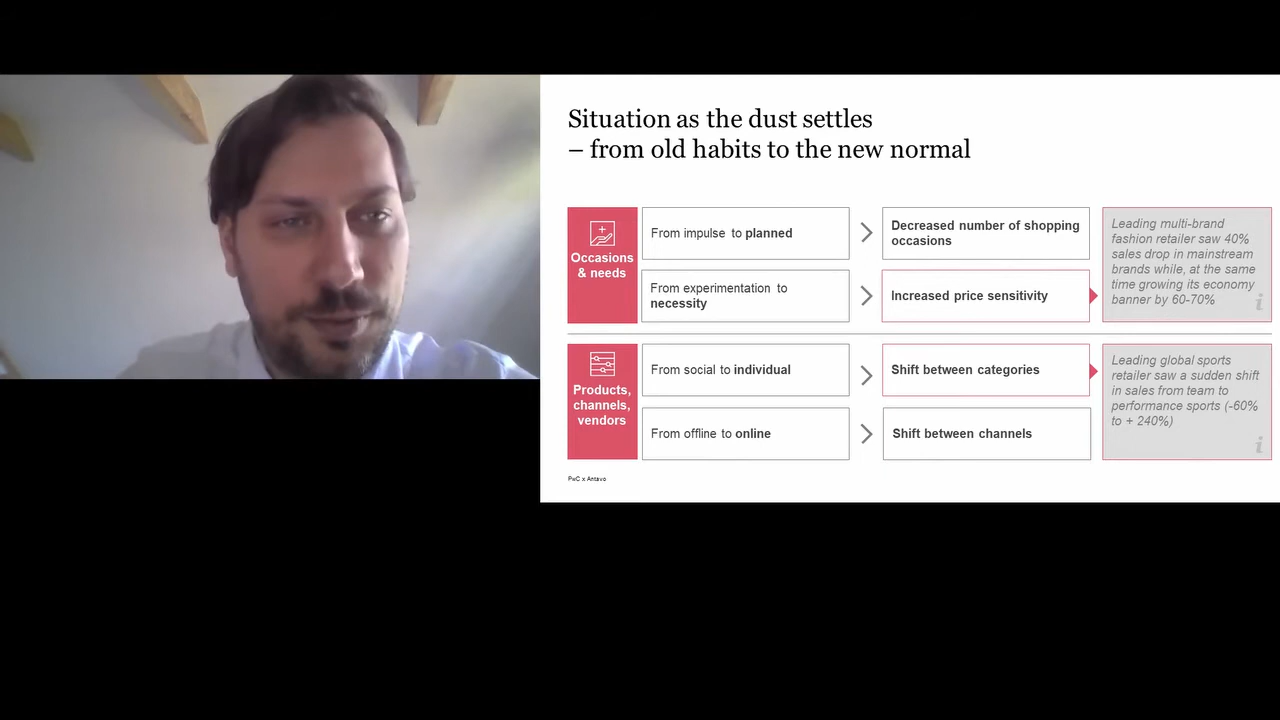 Situation as the dust settles
– from old habits to the new normal
Occasions
& needs
From impulse to planned
Decreased number of shopping
occasions
From experimentation to
necessity
Increased price sensitivity
Leading multi-brand
fashion retailer saw 40%
sales drop in mainstream
brands while, at the same
time growing its economy
banner by 60-70%
Products,
channels,
vendors
From social to individual
Shift between categories
From offline to online
Shift between channels
Leading global sports
retailer saw a sudden shift
in sales from team to
performance sports (-60%
to + 240%)
PwC x Antavo